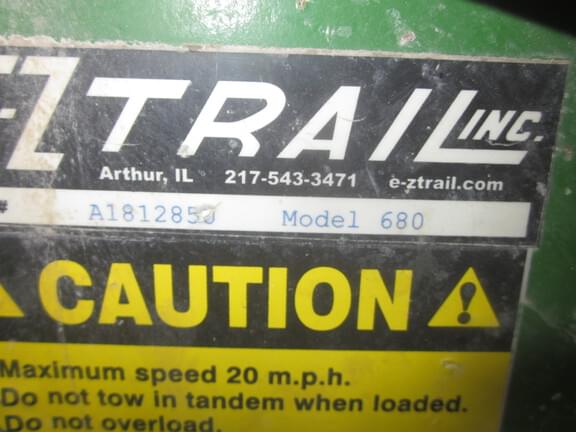 E-Z TRAIL INC.
Arthur, IL 217-543-3471 e-ztrail.com
# Model 680
CAUTION
Maximum speed 20 m.p.h.
Do not tow in tandem when loaded.
Do not overload.